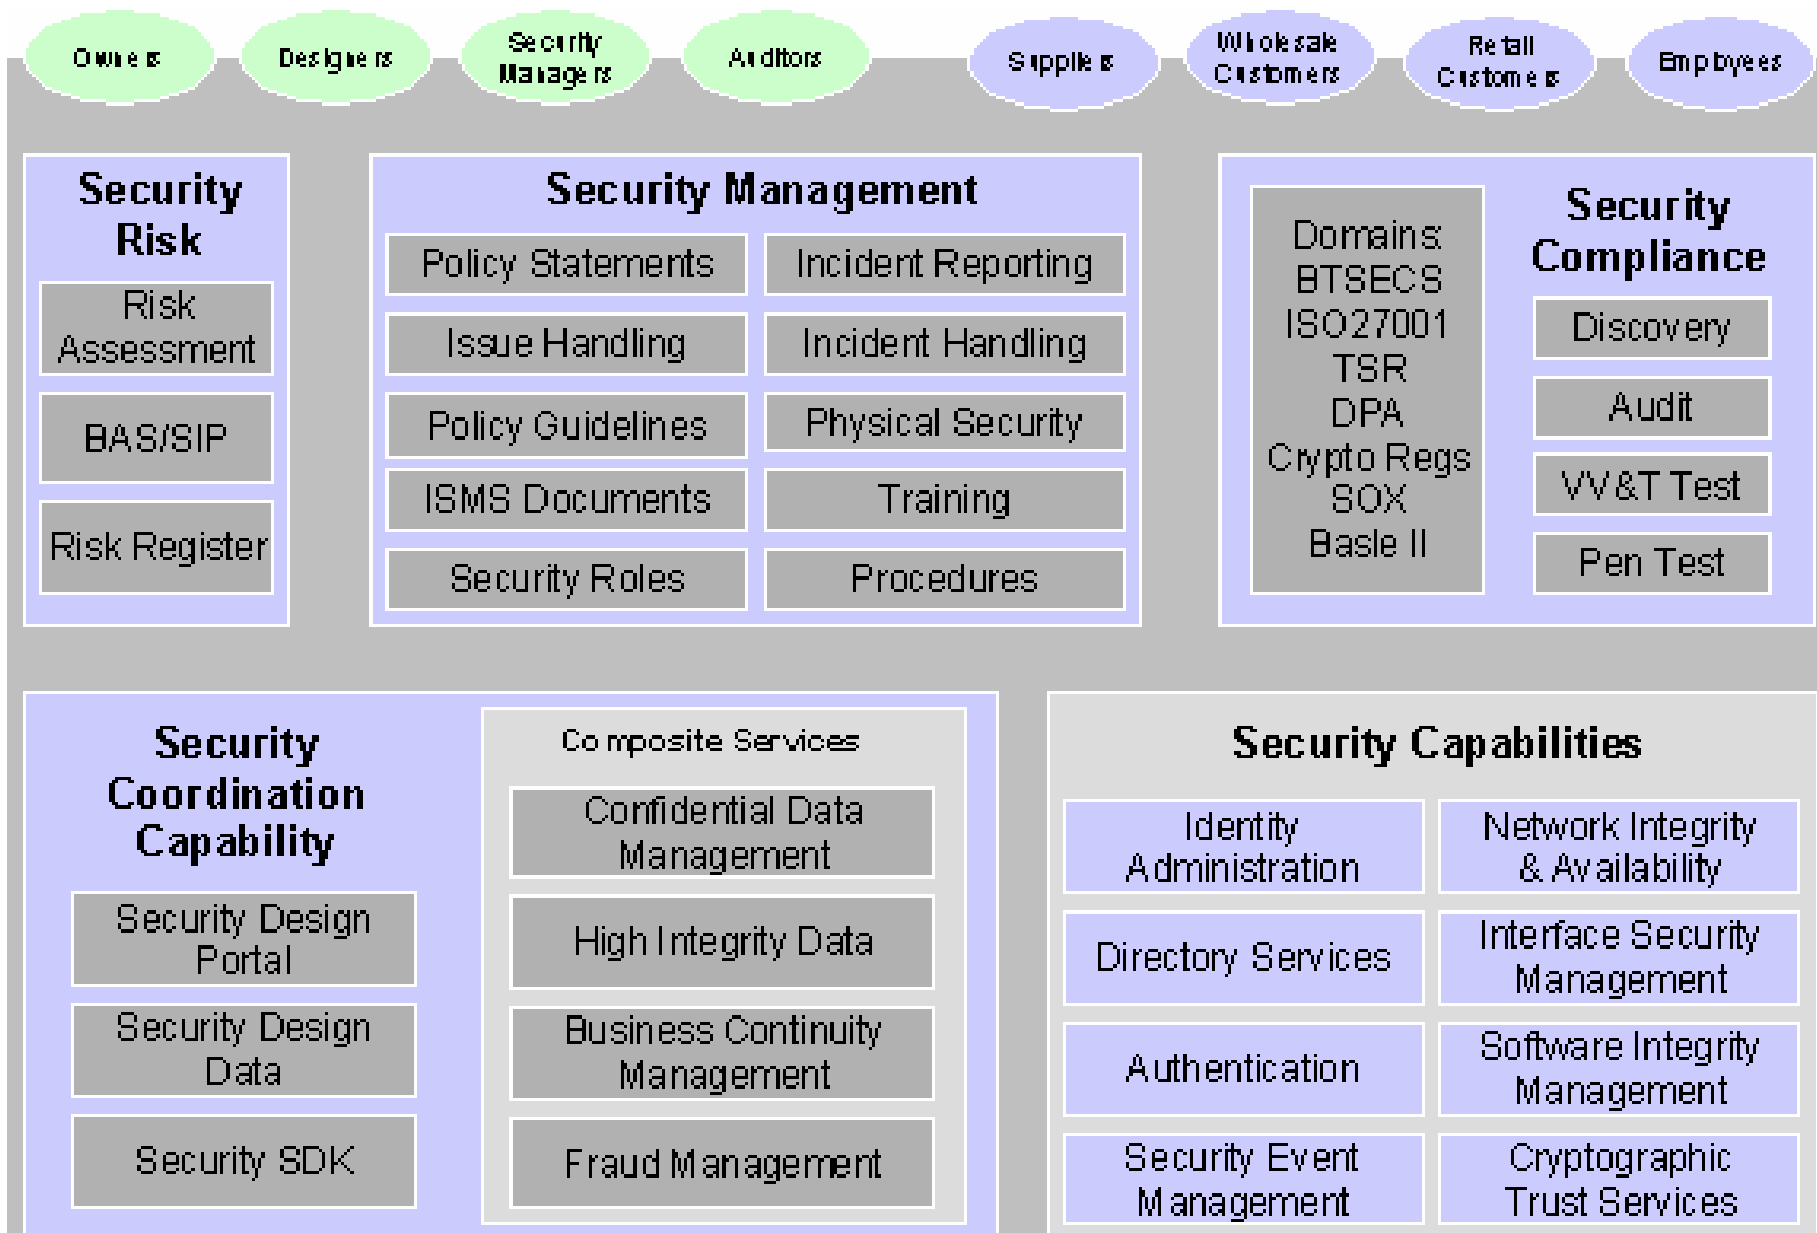 Owners
Designers
Security
Managers
Auditors
Suppliers
Wholesale
Customers
Retail
Customers
Employees
Security
Risk
Risk
Assessment
BAS/SIP
Risk Register
Security Management
Policy Statements
Incident Reporting
Issue Handling
Incident Handling
Policy Guidelines
Physical Security
ISMS Documents
Training
Security Roles
Procedures
Domains:
BTSECS
ISO27001
TSR
DPA
Crypto Regs
SOX
Basle II
Security
Compliance
Discovery
Audit
VV&T Test
Pen Test
Security
Coordination
Capability
Security Design
Portal
Security Design
Data
Security SDK
Composite Services
Confidential Data
Management
High Integrity Data
Business Continuity
Management
Fraud Management
Security Capabilities
Identity
Administration
Network Integrity
& Availability
Directory Services
Interface Security
Management
Authentication
Software Integrity
Management
Security Event
Management
Cryptographic
Trust Services